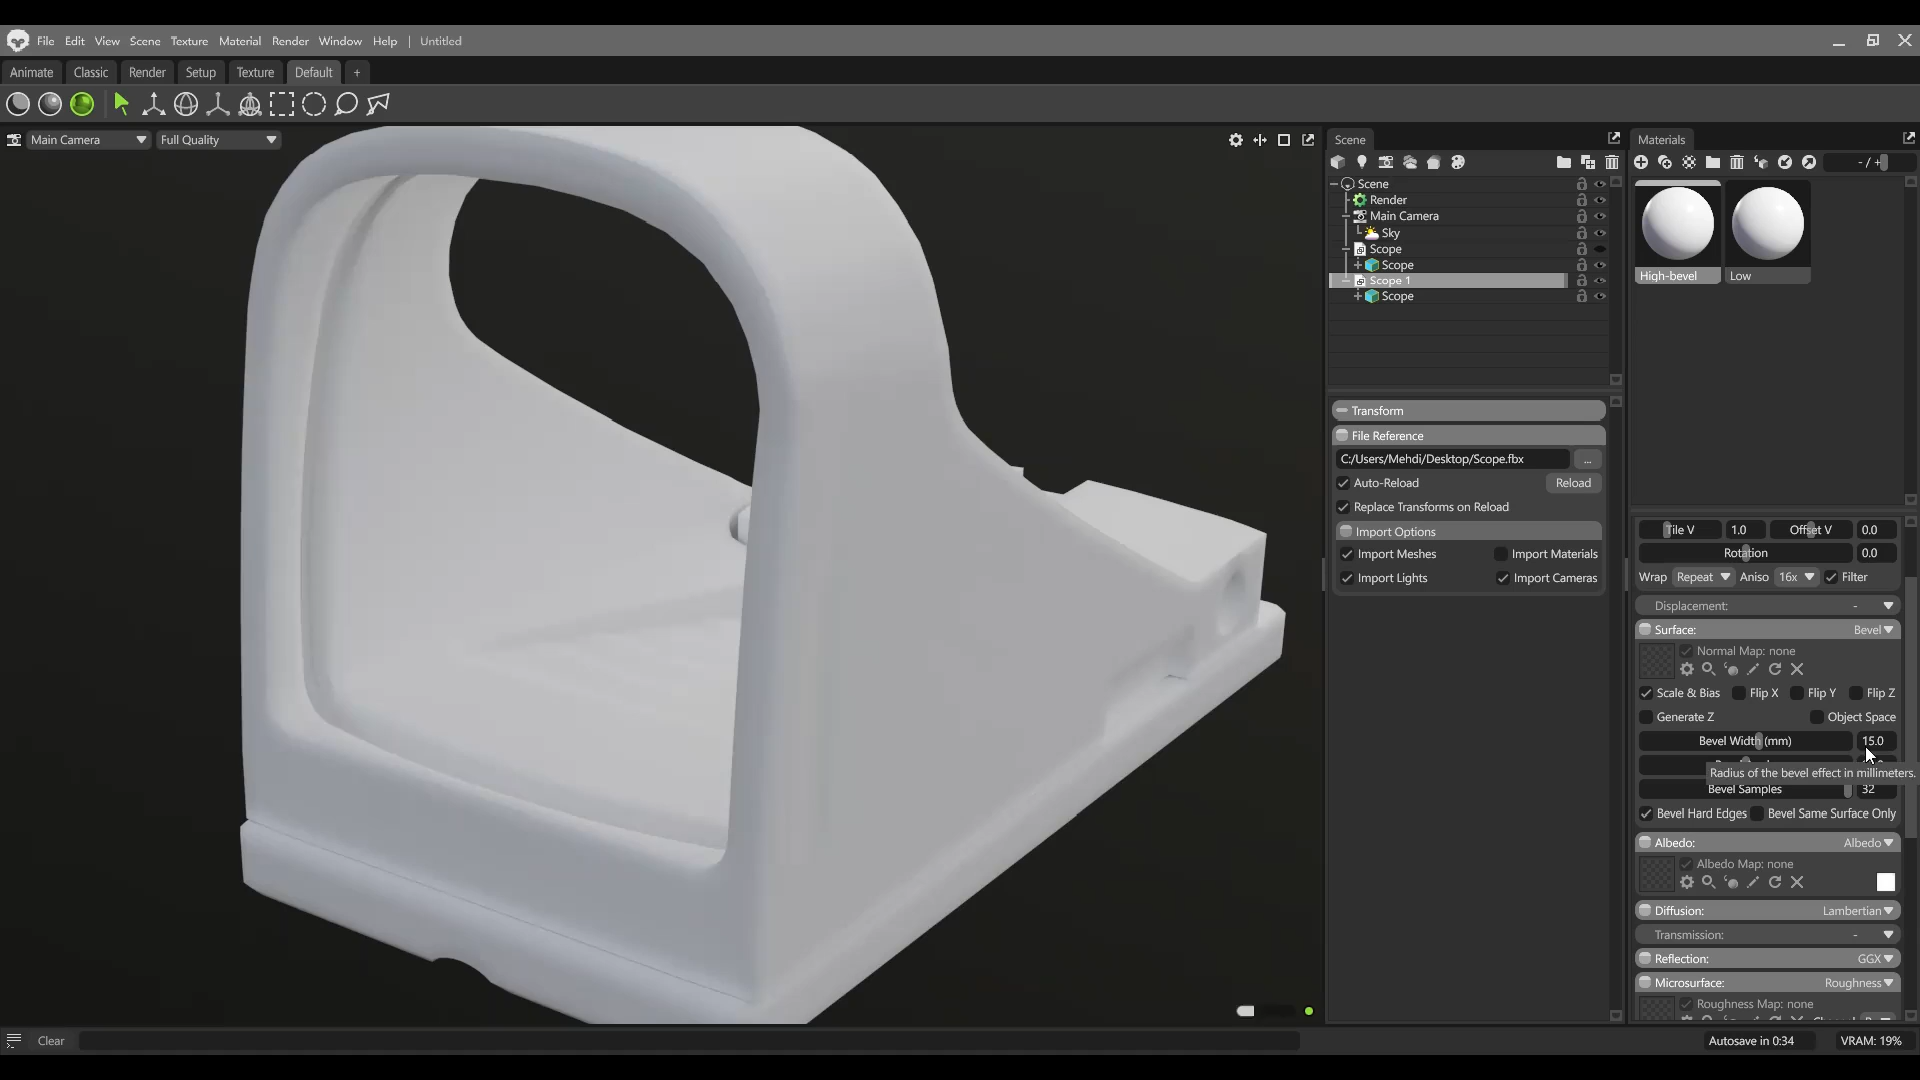 File Edit View Scene Texture Material Render Window Help | Untitled
Animate Classic Render Setup Texture Default +
Main Camera Full Quality
Scene
Scene
Render
Main Camera
Sky
Scope
Scope
Scope 1
Scope
Transform
File Reference
C:/Users/Mehdi/Desktop/Scope.fbx ...
Auto-Reload Reload
Replace Transforms on Reload
Import Options
Import Meshes Import Materials
Import Lights Import Cameras
Materials
- / +
High-bevel Low
Tile V 1.0 Offset V 0.0
Rotation 0.0
Wrap Repeat Aniso 16x Filter
Displacement: -
Surface: Bevel
Normal Map: none
Scale & Bias Flip X Flip Y Flip Z
Generate Z Object Space
Bevel Width (mm) 15.0
Radius of the bevel effect in millimeters.
Bevel Samples 32
Bevel Hard Edges Bevel Same Surface Only
Albedo: Albedo
Albedo Map: none
Diffusion: Lambertian
Transmission: -
Reflection: GGX
Microsurface: Roughness
Roughness Map: none
Clear Autosave in 0:34 VRAM: 19%